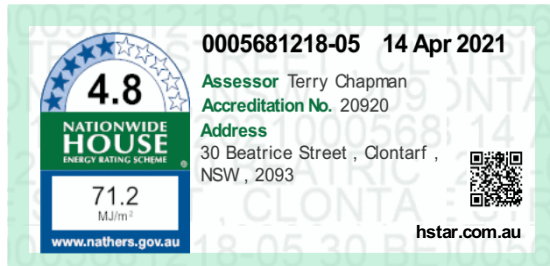 0005681218-05 14 Apr 2021
4.8
NATIONWIDE
HOUSE
ENERGY RATING SCHEME
71.2
MJ/m²
www.nathers.gov.au
Assessor Terry Chapman
Accreditation No. 20920
Address
30 Beatrice Street , Clontarf ,
NSW , 2093
hstar.com.au